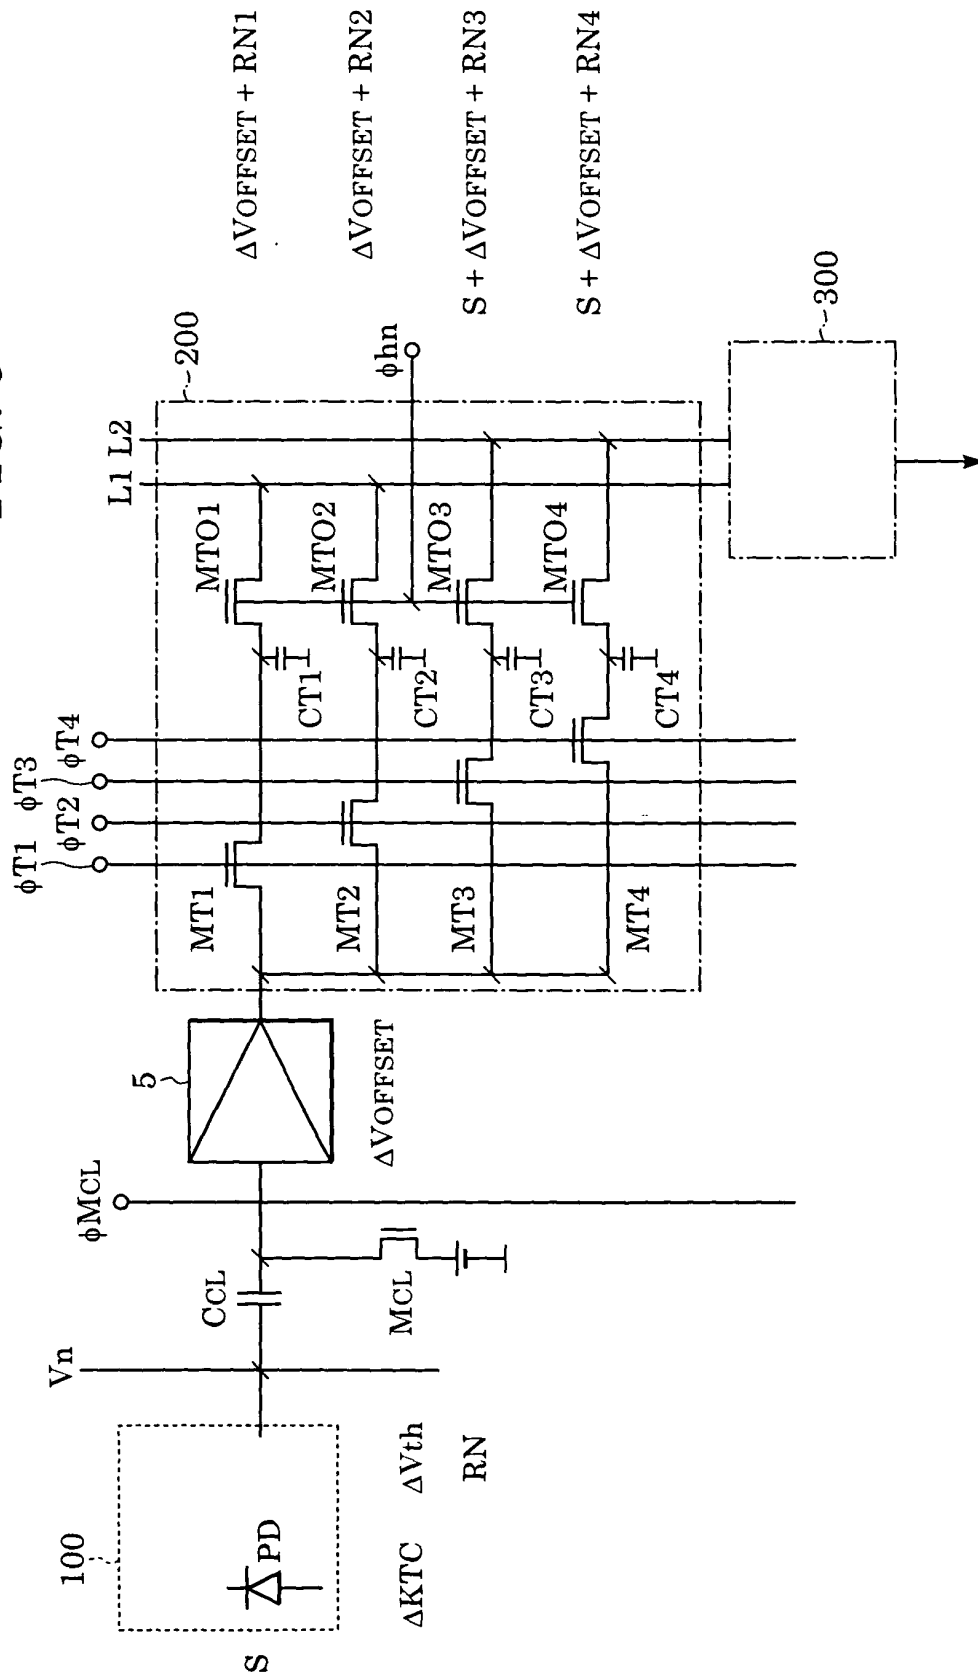 S
100
PD
ΔKTC
ΔVth
RN
Vn
CCL
MCL
ϕMCL
5
ΔVOFFSET
ϕT1
ϕT2
ϕT3
ϕT4
MT1
MT2
MT3
MT4
CT1
CT2
CT3
CT4
MTO1
MTO2
MTO3
MTO4
L1 L2
200
ϕhn
300
ΔVOFFSET + RN1
ΔVOFFSET + RN2
S + ΔVOFFSET + RN3
S + ΔVOFFSET + RN4